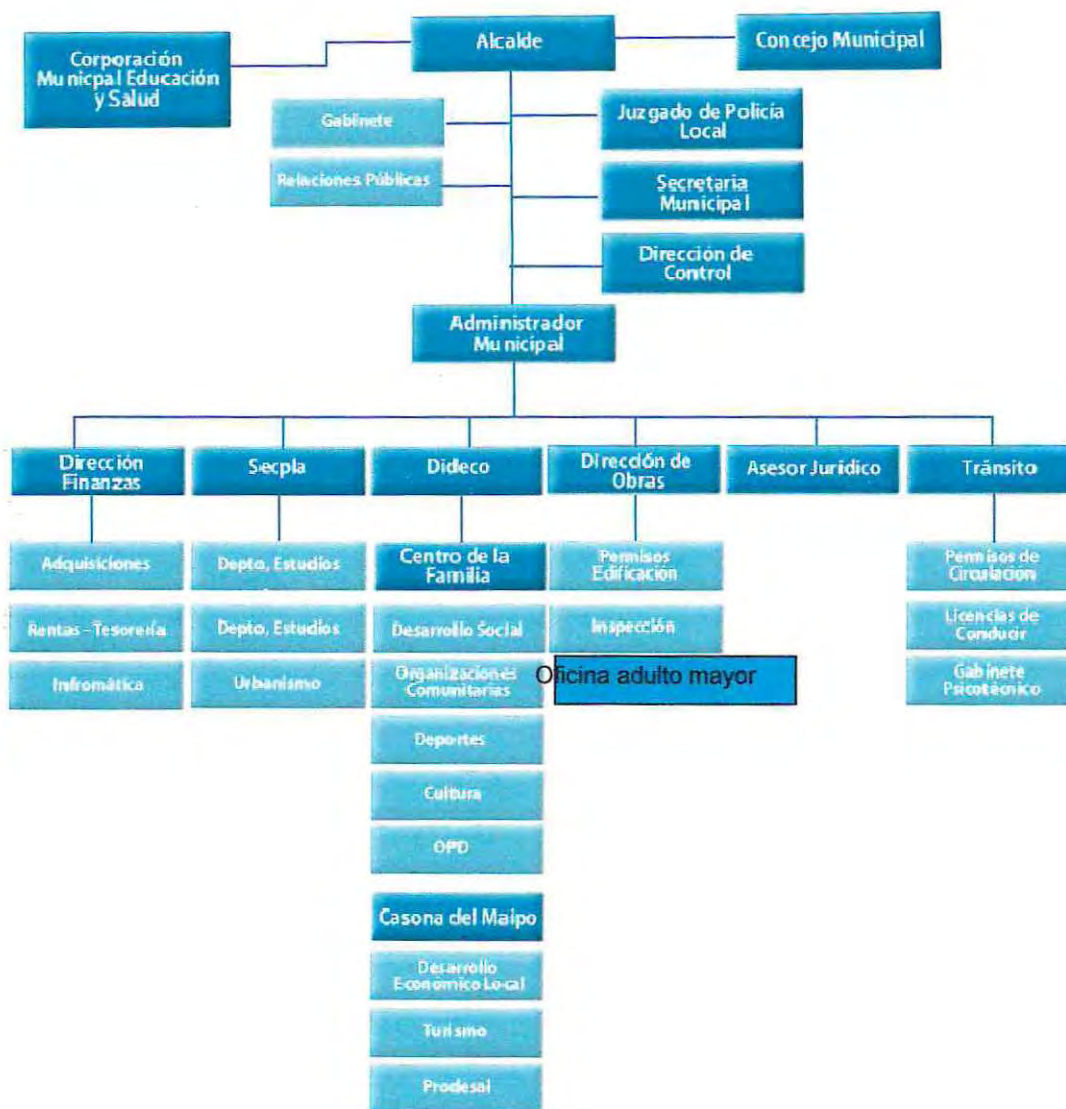 Alcalde
Concejo Municipal
Corporación
Municpal Educación
y Salud
Gabinete
Juzgado de Policía
Local
Relaciones Públicas
Secretaria
Municipal
Dirección de
Control
Administrador
Municipal
Dirección
Finanzas
Secpla
Dideco
Dirección de
Obras
Asesor Jurídico
Tránsito
Adquisiciones
Depto, Estudios
Centro de la
Familia
Permisos
Edificación
Permisos de
Circulación
Rentas - Tesorería
Depto, Estudios
Desarrollo Social
Inspección
Licencias de
Conducir
Infromática
Urbanismo
Organizaciones
Comunitarias
Oficina adulto mayor
Gabinete
Psicotécnico
Deportes
Cultura
OPD
Casona del Maipo
Desarrollo
Económico Local
Turismo
Prodesal